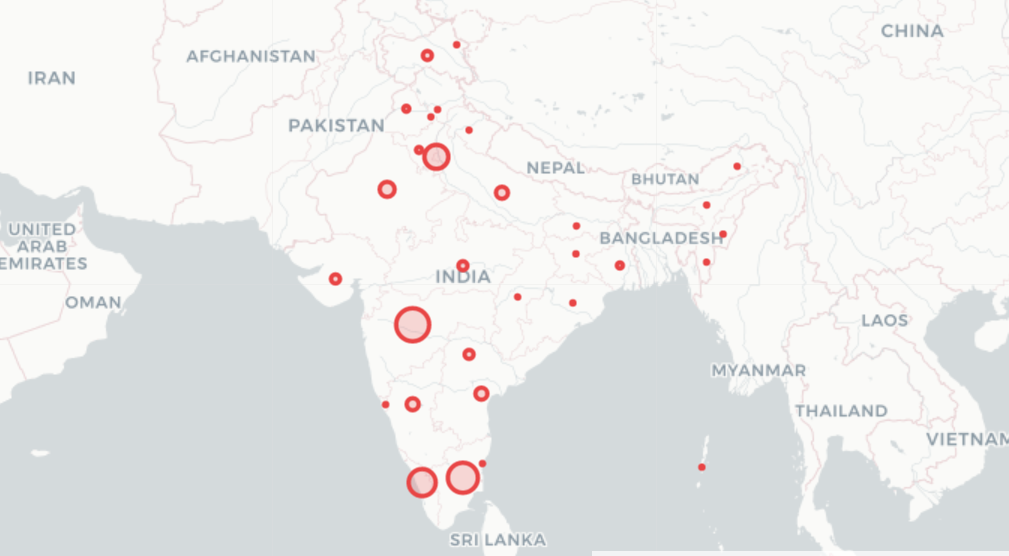 CHINA
AFGHANISTAN
IRAN
PAKISTAN
NEPAL
BHUTAN
UNITED
ARAB
EMIRATES
BANGLADESH
INDIA
OMAN
LAOS
MYANMAR
THAILAND
VIETNAM
SRI LANKA